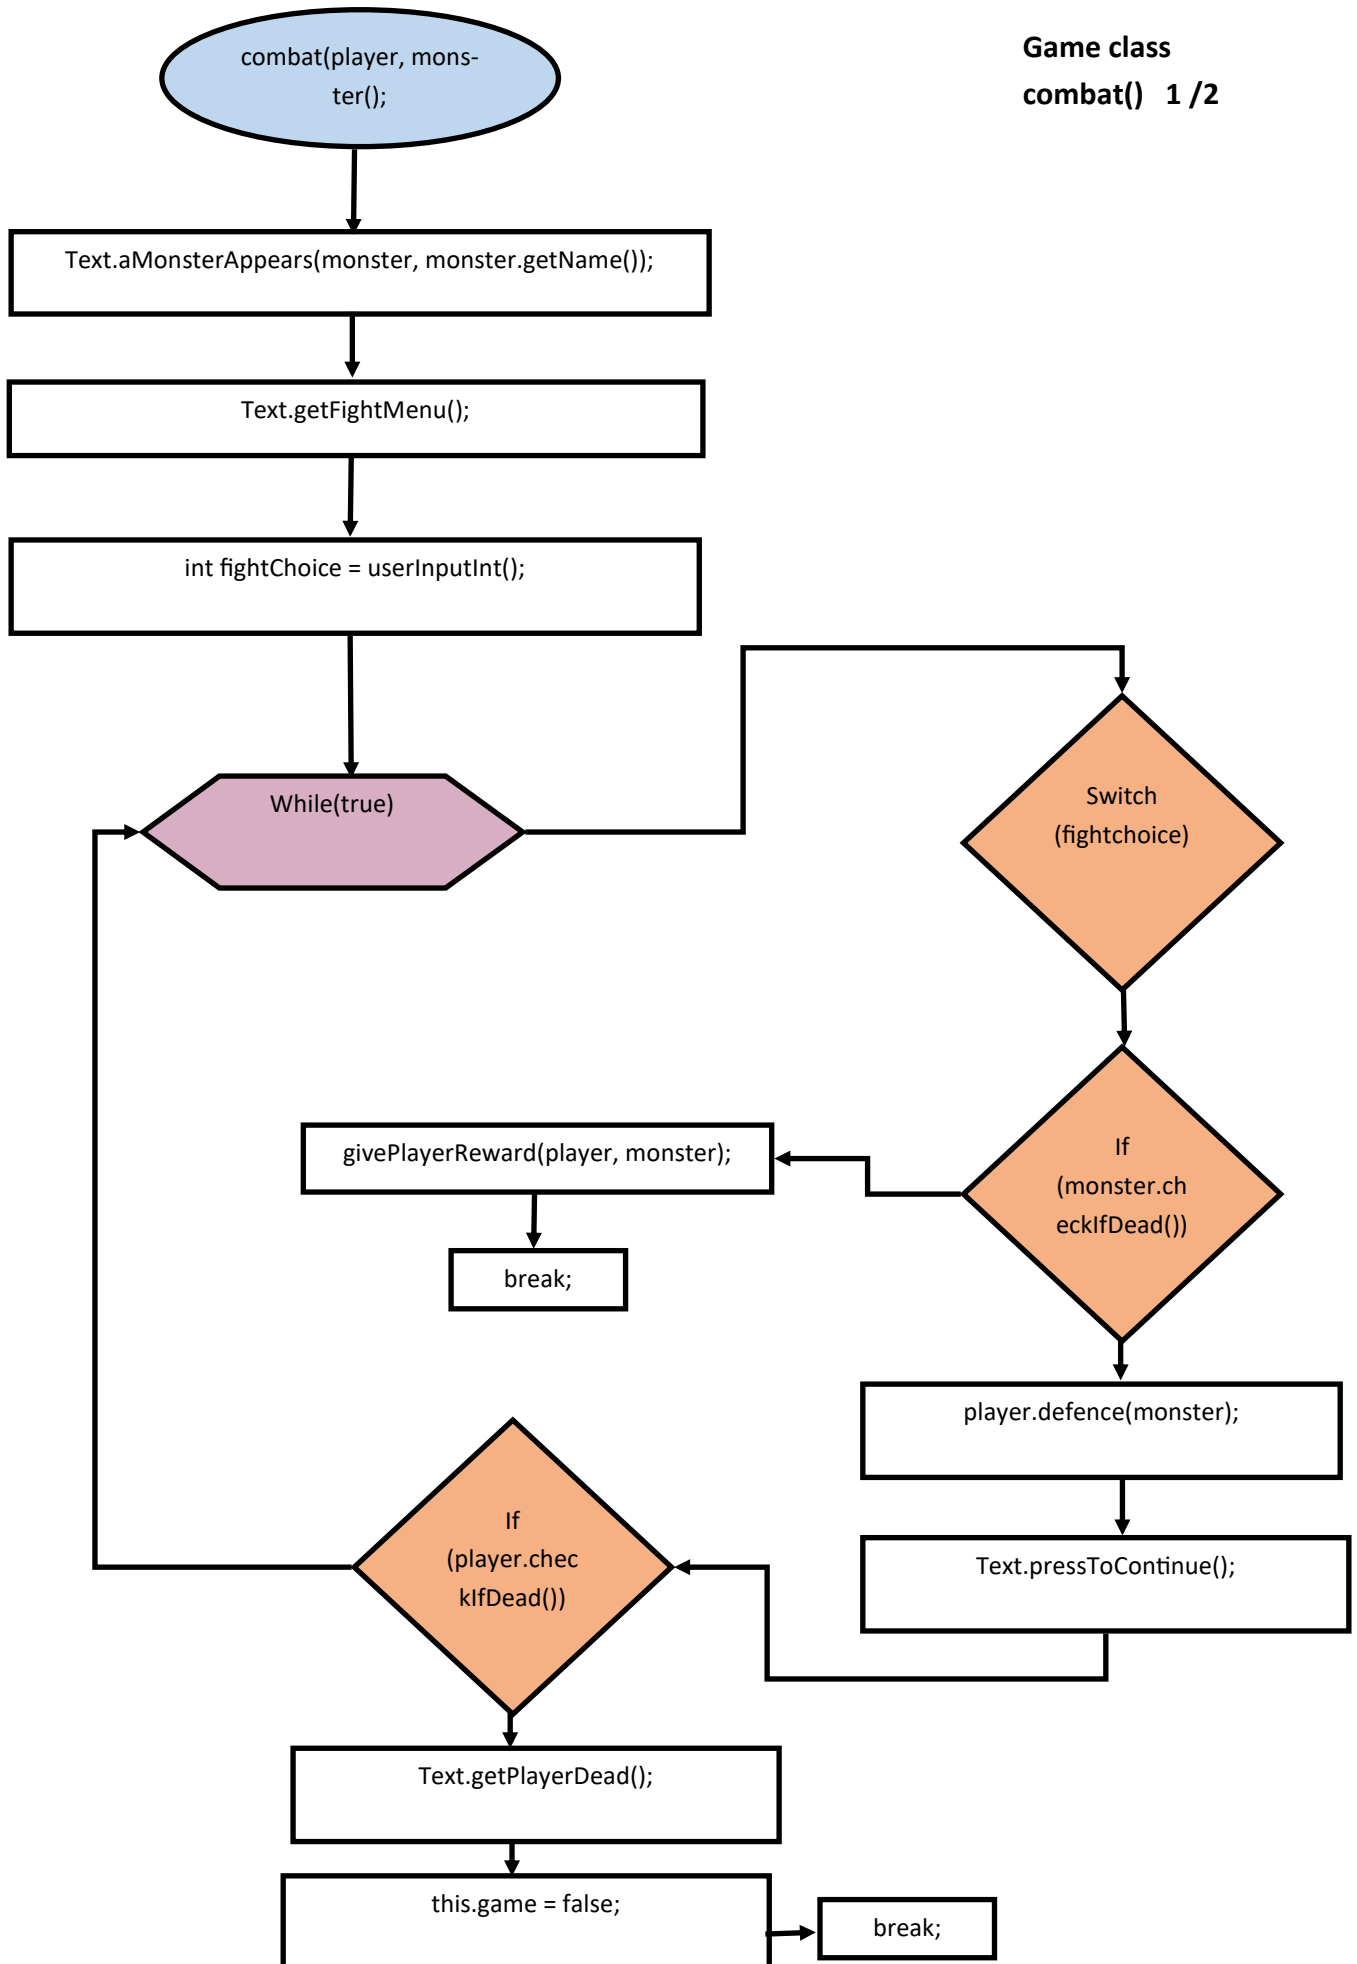 combat(player, mons-
ter();
Game class
combat() 1 /2
Text.aMonsterAppears(monster, monster.getName());
Text.getFightMenu();
int fightChoice = userInputInt();
While(true)
Switch
(fightchoice)
If
(monster.ch
eckIfDead())
givePlayerReward(player, monster);
break;
player.defence(monster);
Text.pressToContinue();
If
(player.chec
kIfDead())
Text.getPlayerDead();
this.game = false;
break;